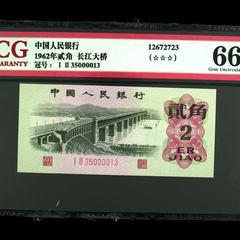 CG
GUARANTY
中国人民银行
1962年贰角 长江大桥
冠号: I II 35000013
12672723
(☆☆☆)
66
Gem Uncirculated
中国人民银行
贰角
2
ER JIAO
I II 35000013